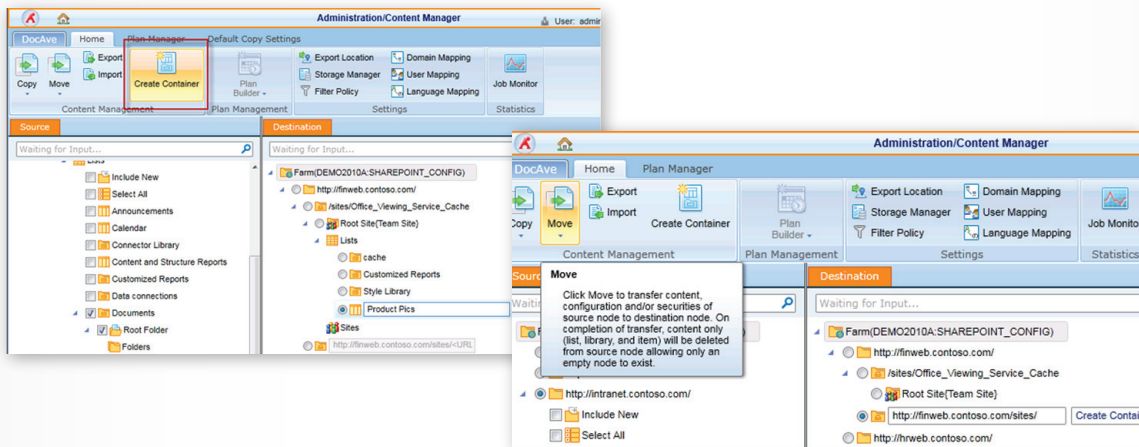 Administration/Content Manager
User: admin
DocAve Home Plan Manager Default Copy Settings
Copy
Move
Export
Import
Create Container
Content Management
Plan Builder
Plan Management
Export Location
Domain Mapping
Storage Manager
User Mapping
Filter Policy
Language Mapping
Settings
Job Monitor
Statistics
Source
Waiting for Input...
Lists
Include New
Select All
Announcements
Calendar
Connector Library
Content and Structure Reports
Customized Reports
Data connections
Documents
Root Folder
Folders
Destination
Waiting for Input...
Farm(DEMO2010A:SHAREPOINT_CONFIG)
http://finweb.contoso.com/
/sites/Office_Viewing_Service_Cache
Root Site{Team Site}
Lists
cache
Customized Reports
Style Library
Product Pics
Sites
http://finweb.contoso.com/sites/<URL
Administration/Content Manager
DocAve Home Plan Manager
Copy
Move
Export
Import
Create Container
Content Management
Plan
Builder
Plan Management
Export Location
Domain Mapping
Storage Manager
User Mapping
Filter Policy
Language Mapping
Settings
Job Monito
Statistics
Sourc
Waitin
Move
Click Move to transfer content,
configuration and/or securities of
source node to destination node. On
completion of transfer, content only
(list, library, and item) will be deleted
from source node allowing only an
empty node to exist.
http://intranet.contoso.com/
Include New
Select All
Destination
Waiting for Input...
Farm(DEMO2010A:SHAREPOINT_CONFIG)
http://finweb.contoso.com/
/sites/Office_Viewing_Service_Cache
Root Site{Team Site}
http://finweb.contoso.com/sites/
Create Contai
http://hrweb.contoso.com/